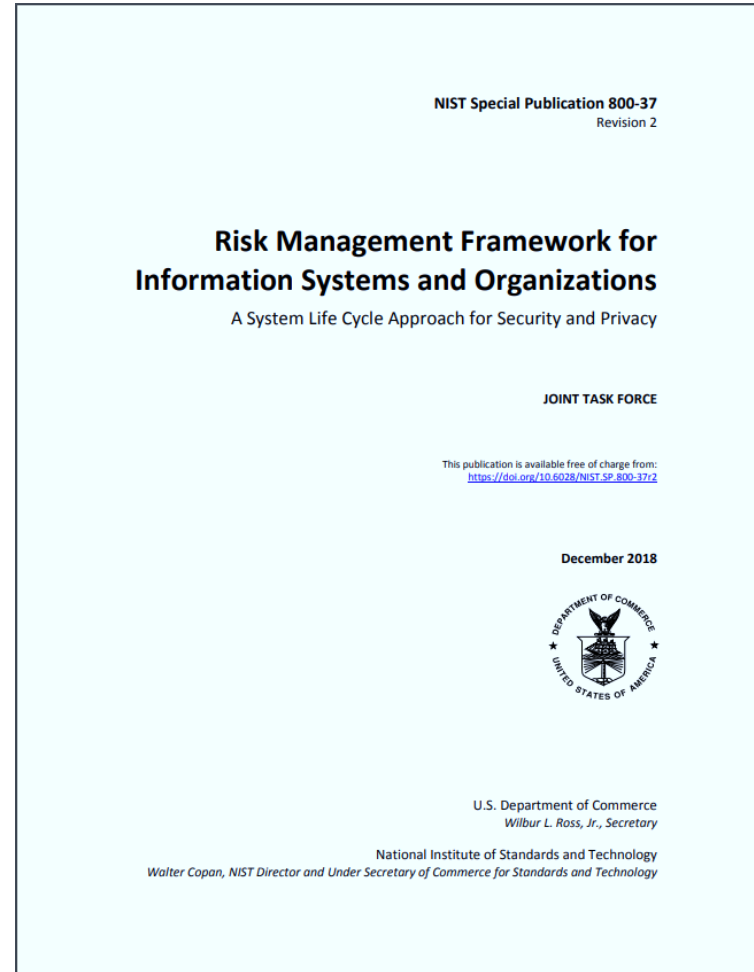 NIST Special Publication 800-37
Revision 2
Risk Management Framework for
Information Systems and Organizations
A System Life Cycle Approach for Security and Privacy
JOINT TASK FORCE
This publication is available free of charge from:
https://doi.org/10.6028/NIST.SP.800-37r2
December 2018
DEPARTMENT OF COMMERCE
UNITED STATES OF AMERICA
U.S. Department of Commerce
Wilbur L. Ross, Jr., Secretary
National Institute of Standards and Technology
Walter Copan, NIST Director and Under Secretary of Commerce for Standards and Technology